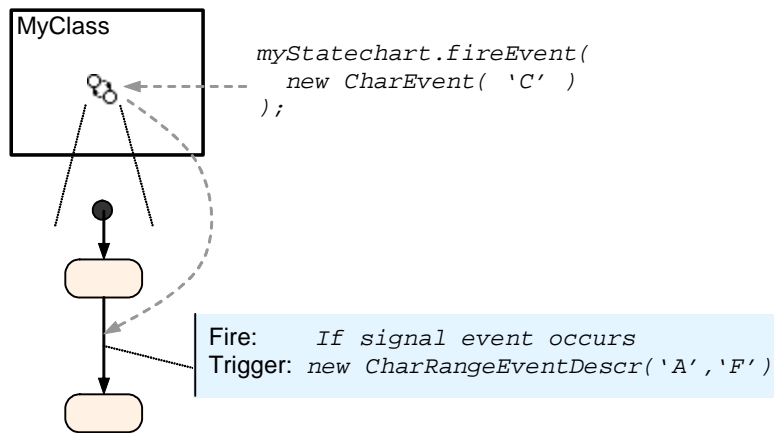 MyClass
myStatechart.fireEvent(
new CharEvent( ‘C’ )
);
Fire: If signal event occurs
Trigger: new CharRangeEventDescr(‘A’,‘F’)